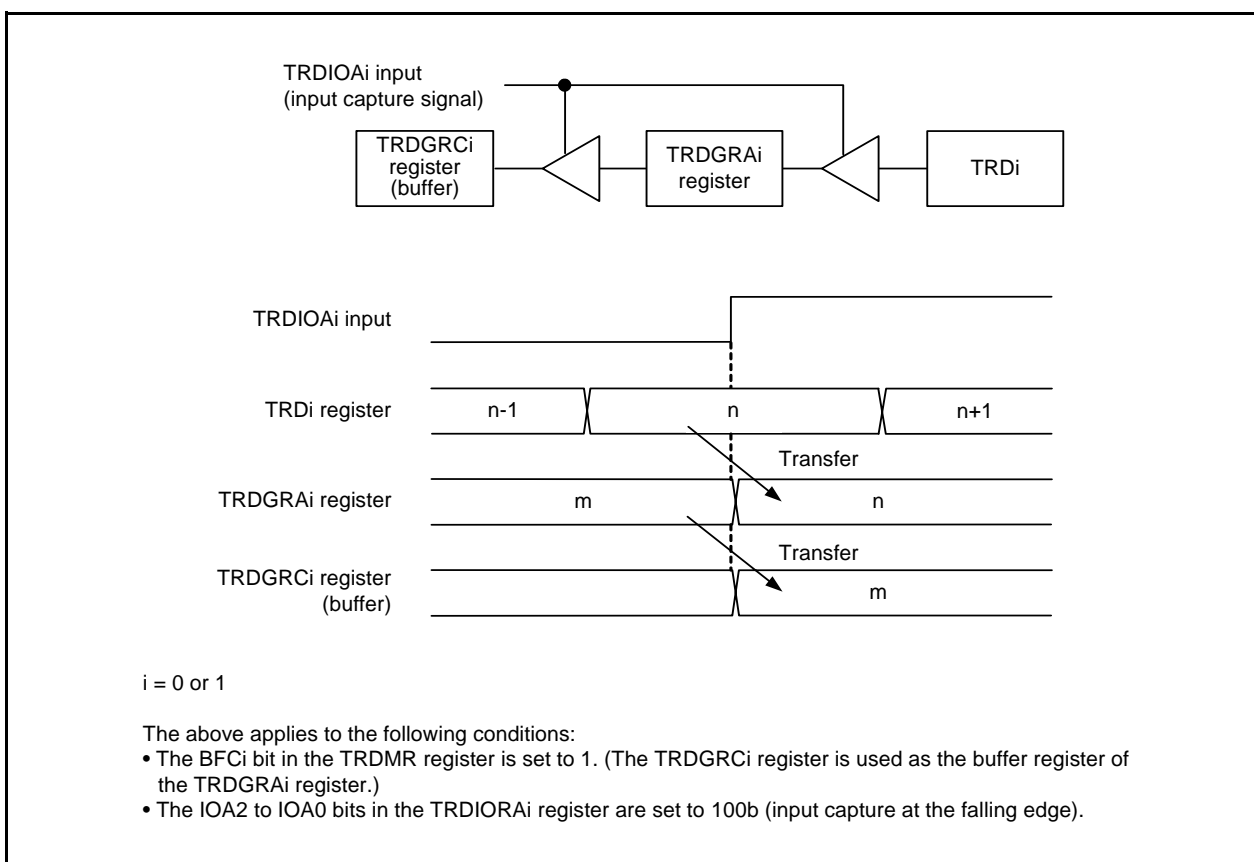 TRDIOAi input
(input capture signal)
TRDGRCi
register
(buffer)
TRDGRAi
register
TRDi
TRDIOAi input
TRDi register
n-1
n
n+1
Transfer
TRDGRAi register
m
n
Transfer
TRDGRCi register
(buffer)
m
i = 0 or 1
The above applies to the following conditions:
• The BFCi bit in the TRDMR register is set to 1. (The TRDGRCi register is used as the buffer register of
the TRDGRAi register.)
• The IOA2 to IOA0 bits in the TRDIORAi register are set to 100b (input capture at the falling edge).